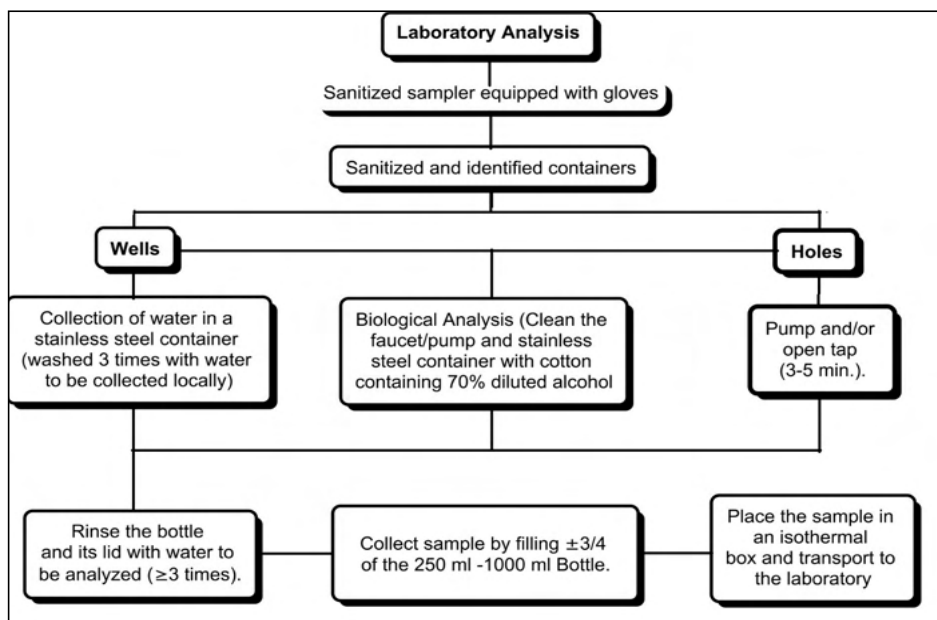 Laboratory Analysis
Sanitized sampler equipped with gloves
Sanitized and identified containers
Wells
Holes
Collection of water in a
stainless steel container
(washed 3 times with water
to be collected locally)
Biological Analysis (Clean the
faucet/pump and stainless
steel container with cotton
containing 70% diluted alcohol
Pump and/or
open tap
(3-5 min.).
Rinse the bottle
and its lid with water to
be analyzed (≥3 times).
Collect sample by filling ±3/4
of the 250 ml -1000 ml Bottle.
Place the sample in
an isothermal
box and transport to
the laboratory